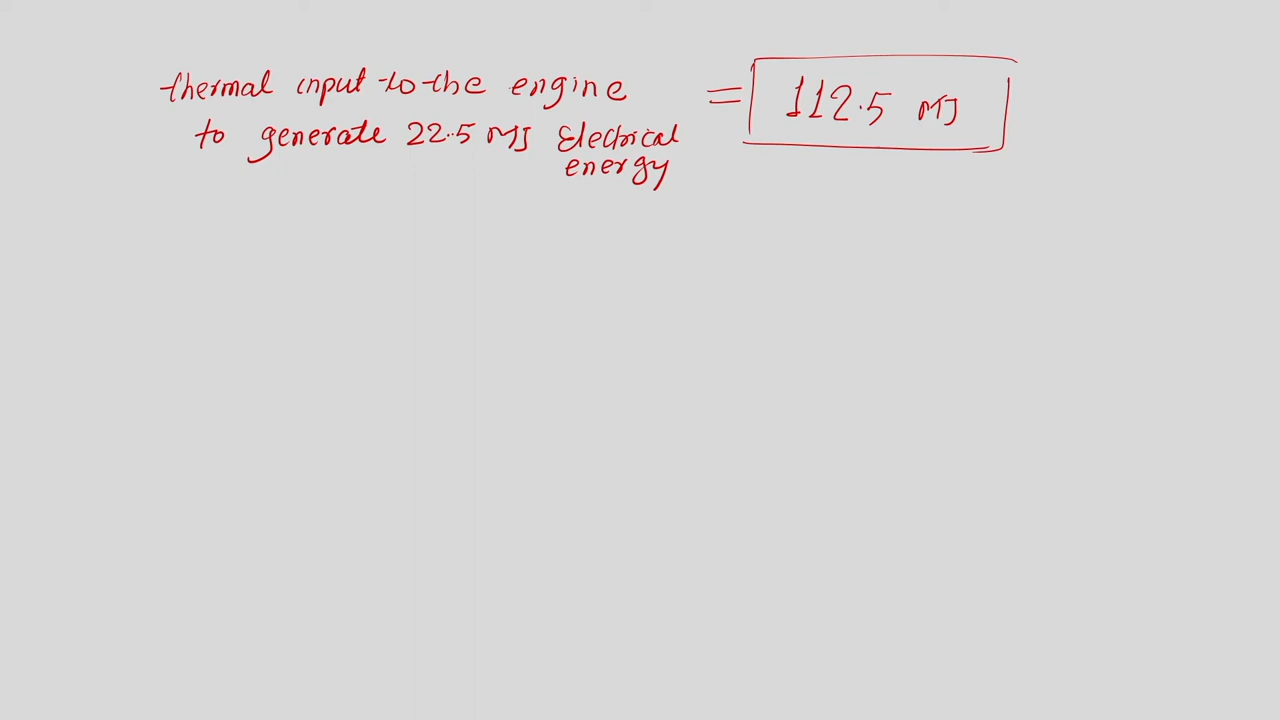 thermal input to the engine = 112.5 MJ
to generate 22.5 MJ Electrical
energy